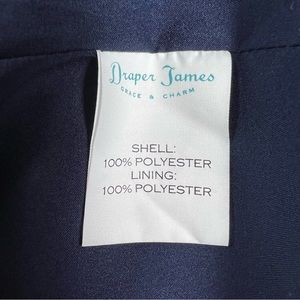 Draper James
GRACE & CHARM
SHELL:
100% POLYESTER
LINING:
100% POLYESTER